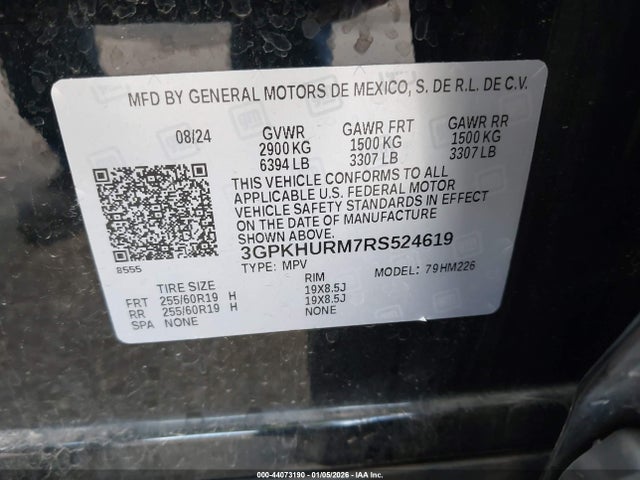 MFD BY GENERAL MOTORS DE MEXICO, S. DE R.L. DE C.V.
08/24 GVWR GAWR FRT GAWR RR
2900 KG 1500 KG 1500 KG
6394 LB 3307 LB 3307 LB
THIS VEHICLE CONFORMS TO ALL
APPLICABLE U.S. FEDERAL MOTOR
VEHICLE SAFETY STANDARDS IN EFFECT
ON THE DATE OF MANUFACTURE
SHOWN ABOVE.
3GPKHURM7RS524619
8555 TYPE: MPV MODEL: 79HM226
TIRE SIZE RIM
FRT 255/60R19 H 19X8.5J
RR 255/60R19 H 19X8.5J
SPA NONE NONE
000-44073190 - 01/05/2026 - IAA Inc.